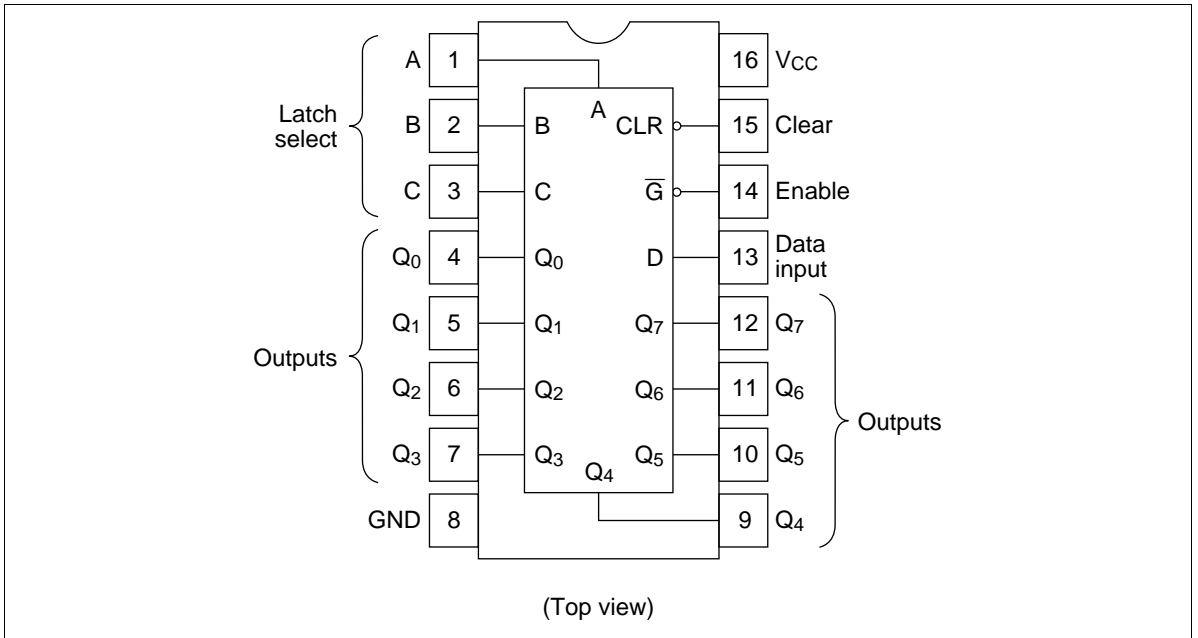 A 1
B 2
C 3
Latch
select
Q0 4
Q1 5
Q2 6
Q3 7
Outputs
GND 8
A
B
C
Q0
Q1
Q2
Q3
Q4
CLR
G̅
D
Q7
Q6
Q5
16 VCC
15 Clear
14 Enable
13 Data
input
12 Q7
11 Q6
10 Q5
9 Q4
Outputs
(Top view)